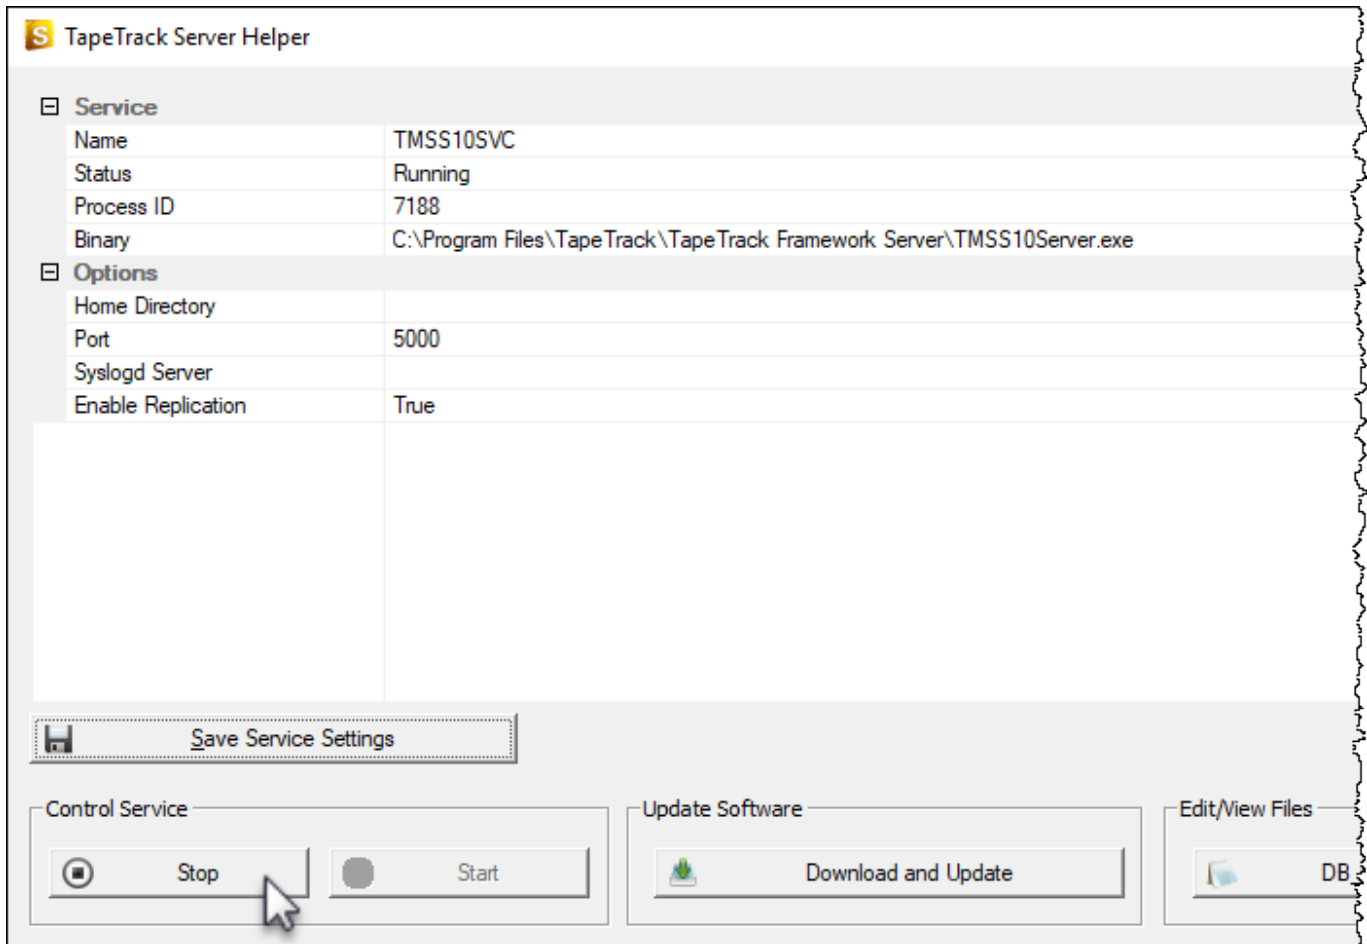 S TapeTrack Server Helper
Service
Name TMSS10SVC
Status Running
Process ID 7188
Binary C:\Program Files\TapeTrack\TapeTrack Framework Server\TMSS10Server.exe
Options
Home Directory
Port 5000
Syslogd Server
Enable Replication True
Save Service Settings
Control Service Update Software Edit/View Files
Stop Start Download and Update DB